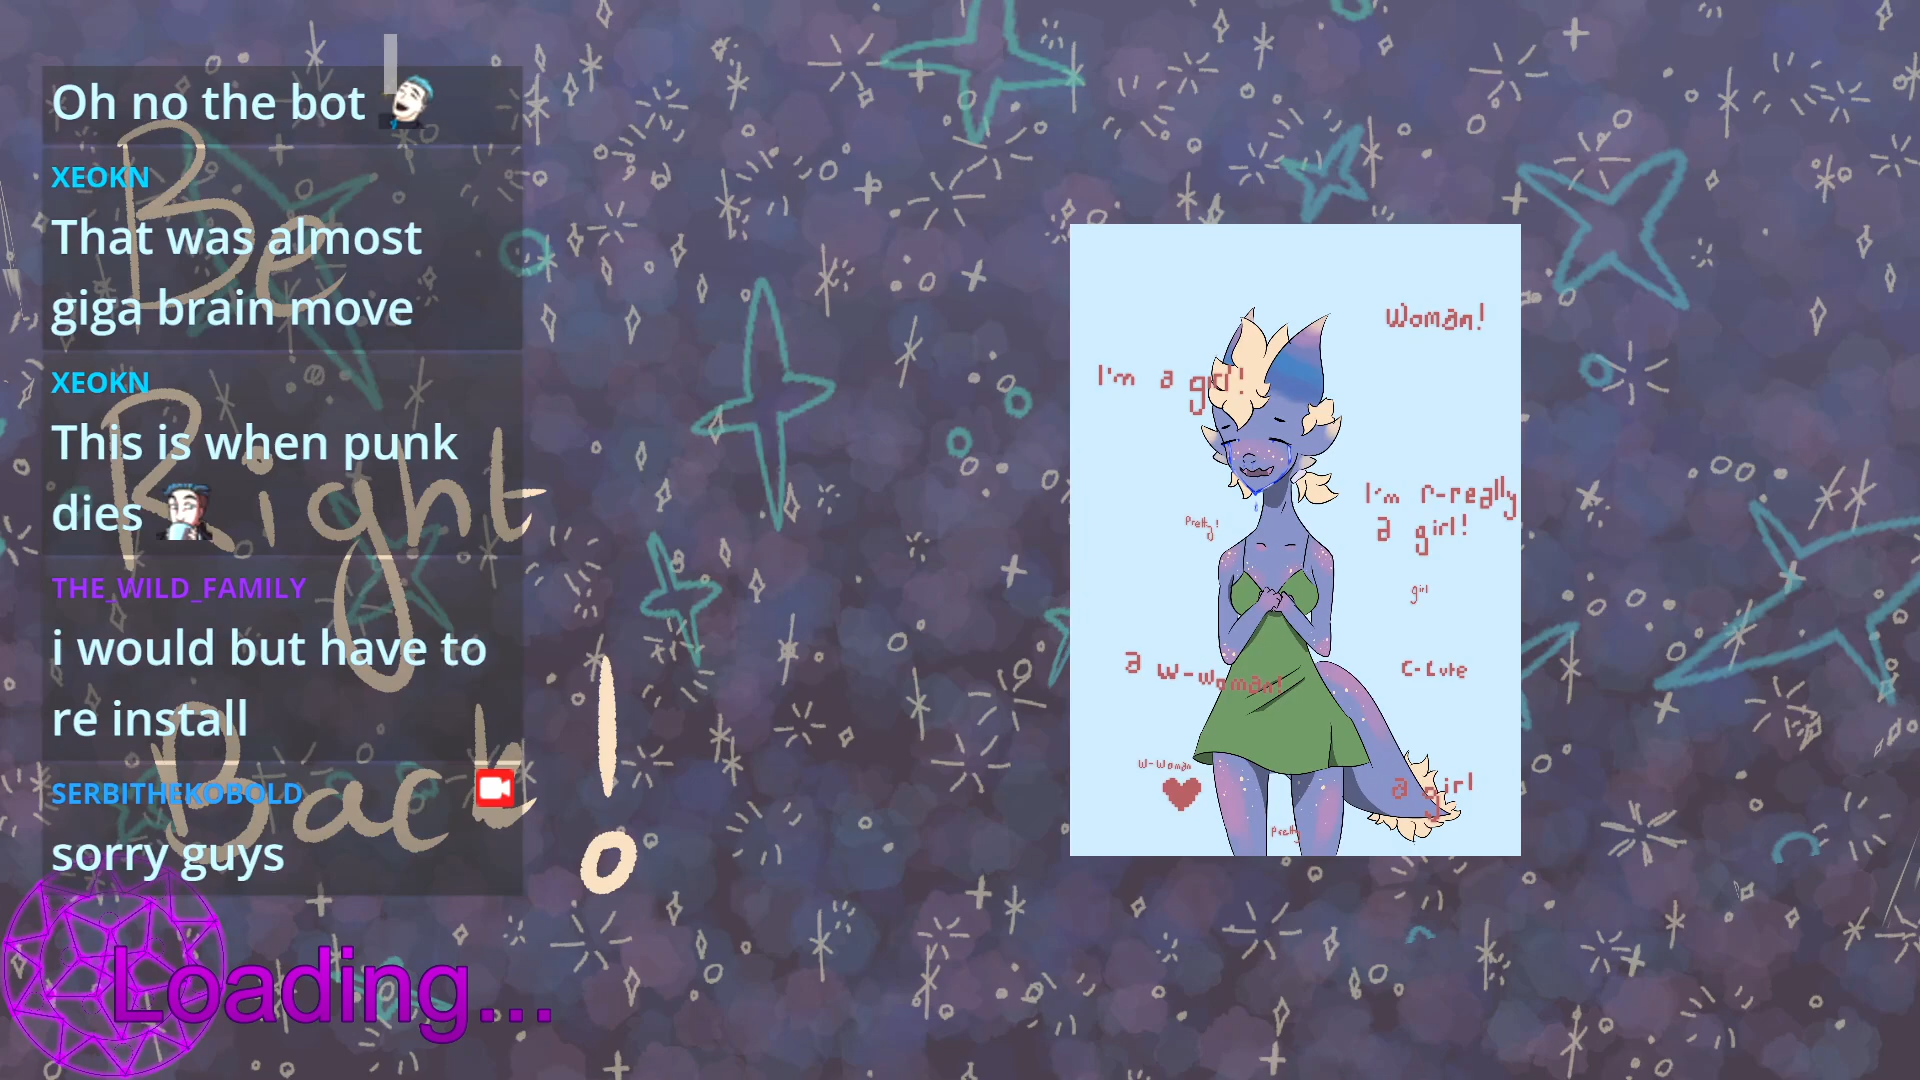 Oh no the bot
XEOKN
That was almost
giga brain move
XEOKN
This is when punk
dies
THE_WILD_FAMILY
i would but have to
re install
SERBITHEKOBOLD
sorry guys
Be
Right
Back
!
Loading...
Woman!
I'm a girl!
I'm r-really
a girl!
Pretty!
girl
a w-woman!
C-Cute
W-Woman
a girl
Pretty